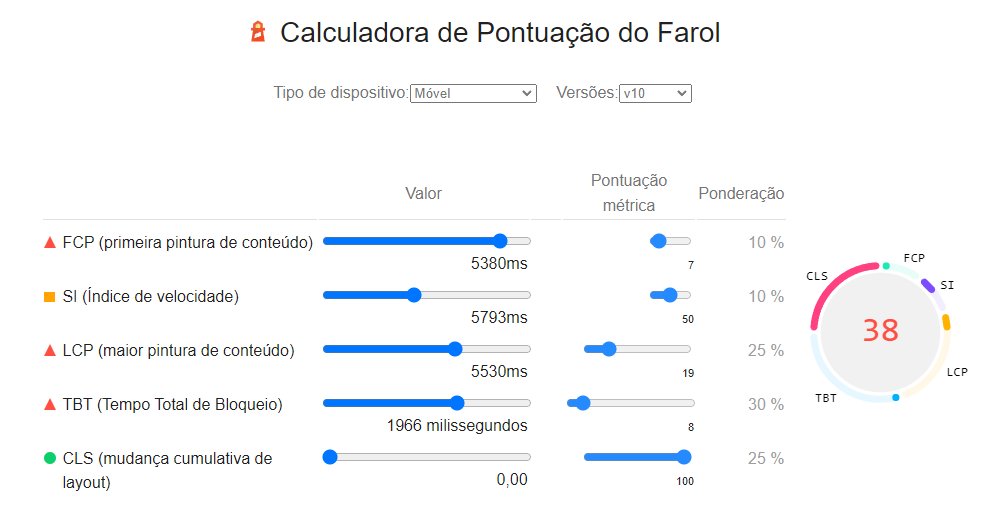 Calculadora de Pontuação do Farol
Tipo de dispositivo: Móvel Versões: v10
Valor Pontuação métrica Ponderação
FCP (primeira pintura de conteúdo) 10 %
5380ms 7
SI (Índice de velocidade) 10 %
5793ms 50
LCP (maior pintura de conteúdo) 25 %
5530ms 19
TBT (Tempo Total de Bloqueio) 30 %
1966 milissegundos 8
CLS (mudança cumulativa de layout) 25 %
0,00 100
FCP
CLS
SI
38
LCP
TBT